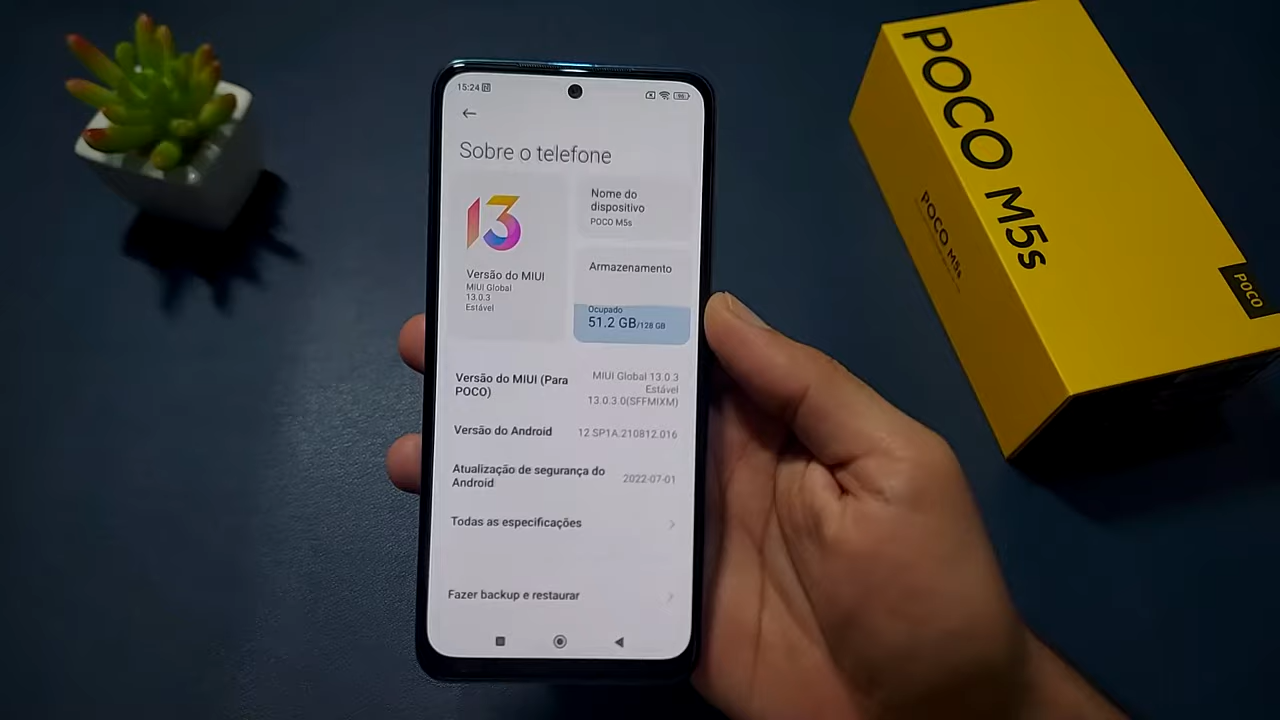 15:24
96
Sobre o telefone
13
Versão do MIUI
MIUI Global
13.0.3
Estável
Nome do
dispositivo
POCO M5s
Armazenamento
Ocupado
51.2 GB/128 GB
Versão do MIUI (Para
POCO)
MIUI Global 13.0.3
Estável
13.0.3.0(SFFMIXM)
Versão do Android
12 SP1A.210812.016
Atualização de segurança do
Android
2022-07-01
Todas as especificações
Fazer backup e restaurar
POCO M5s
POCO M5s
POCO